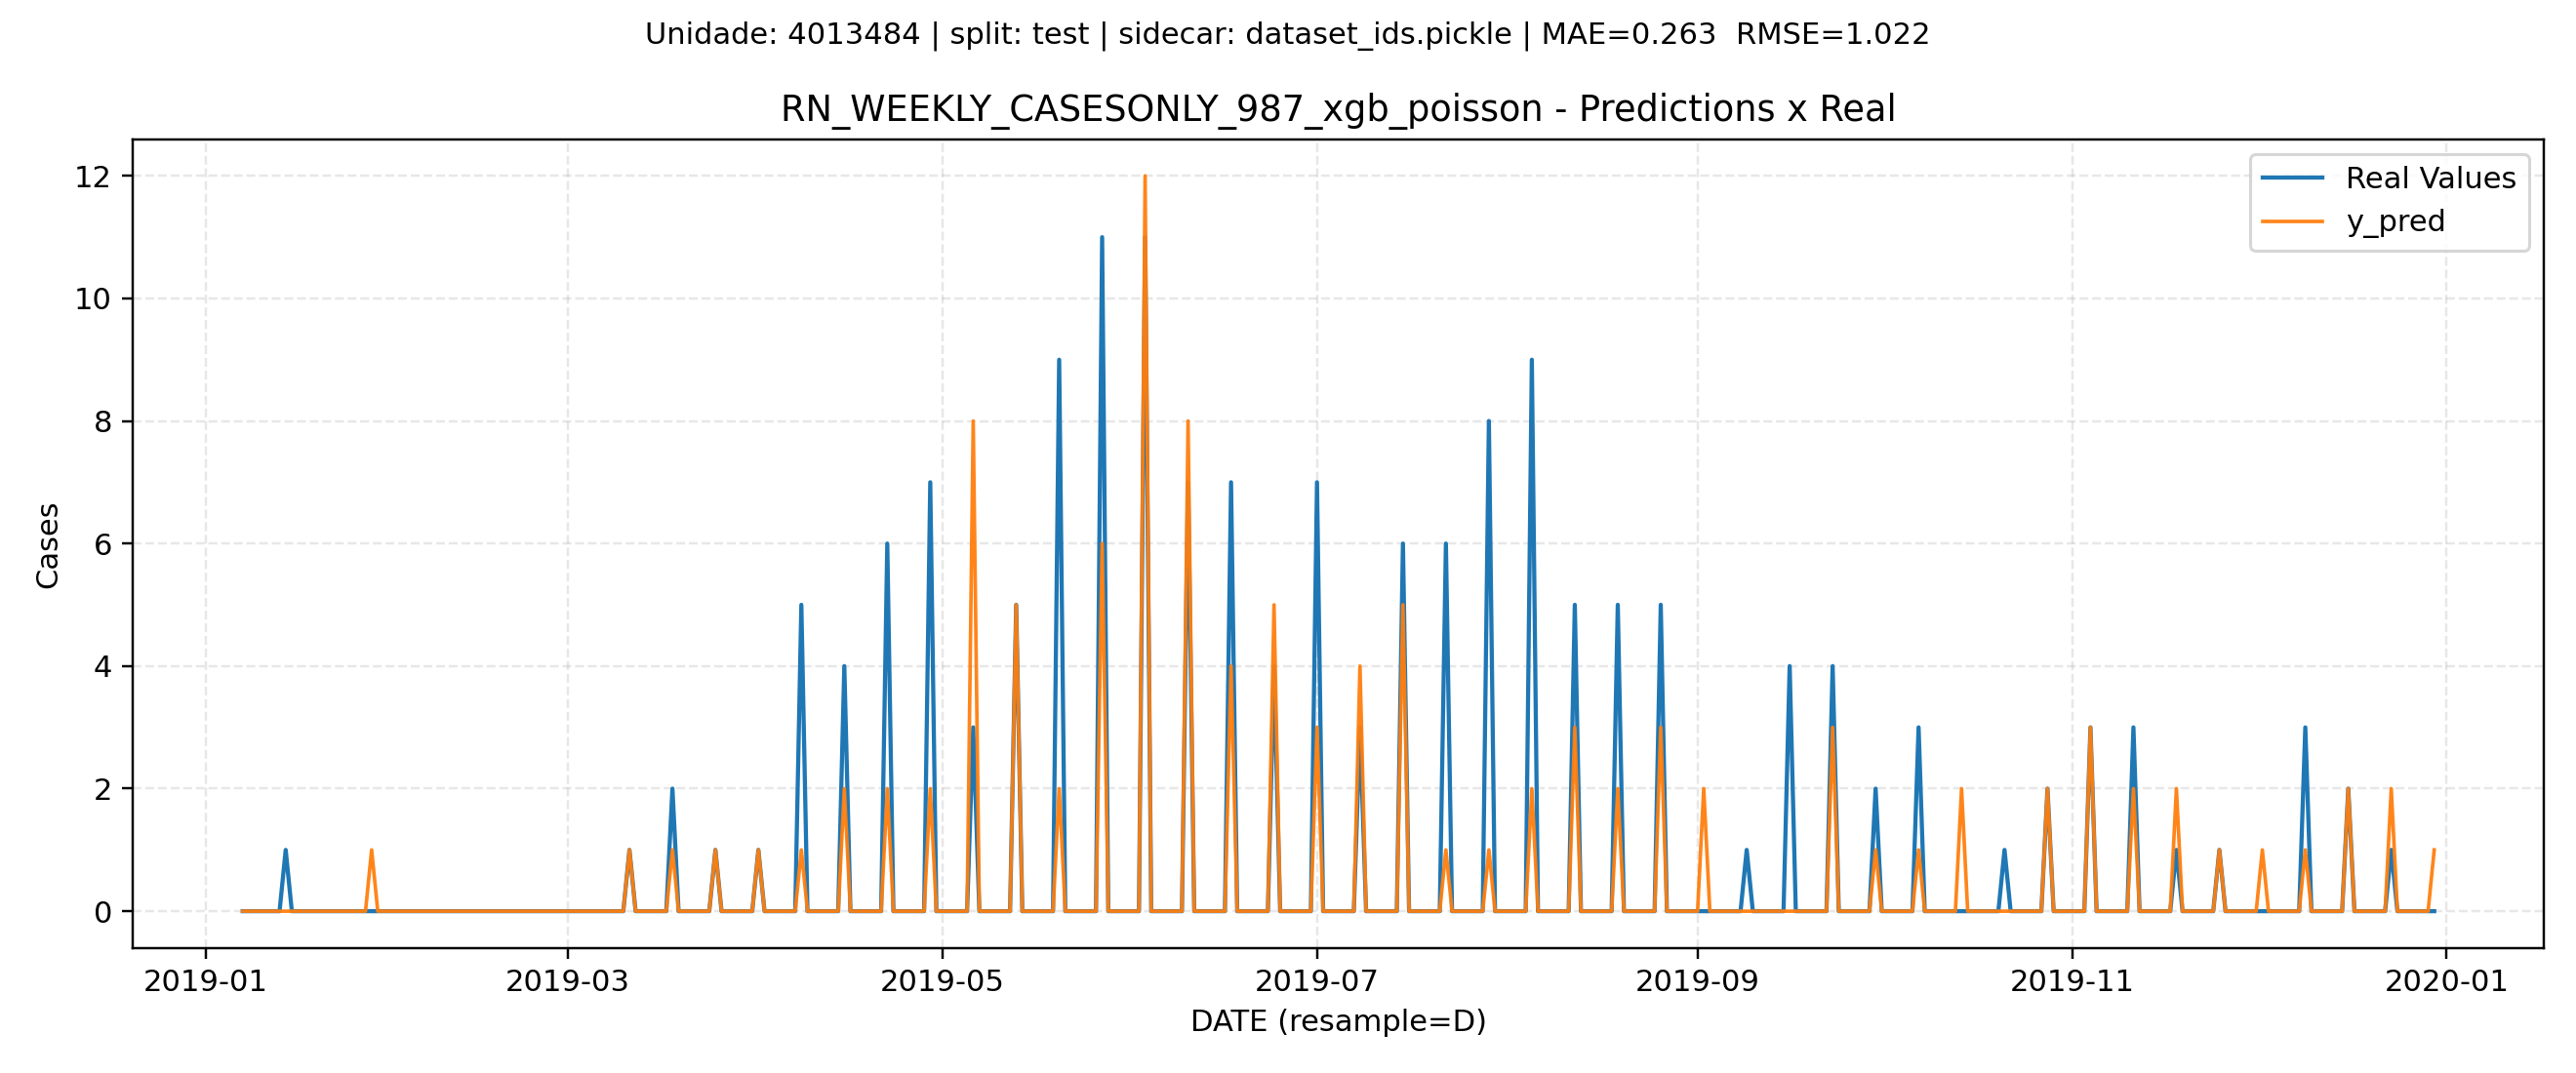 Unidade: 4013484 | split: test | sidecar: dataset_ids.pickle | MAE=0.263  RMSE=1.022
RN_WEEKLY_CASESONLY_987_xgb_poisson - Predictions x Real
Real Values
y_pred
12
10
8
6
4
2
0
Cases
2019-01
2019-03
2019-05
2019-07
2019-09
2019-11
2020-01
DATE (resample=D)